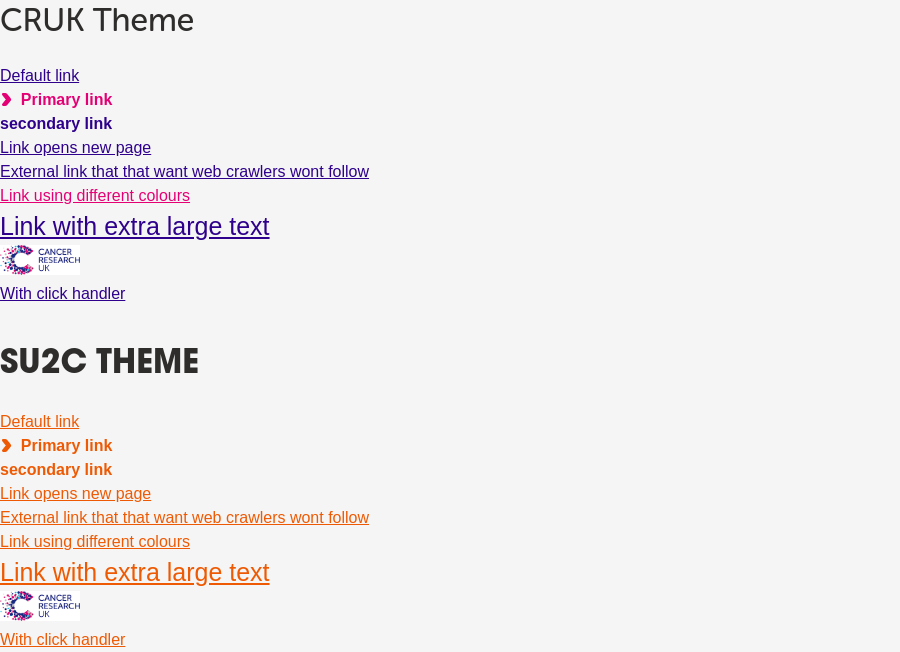 CRUK Theme
Default link
Primary link
secondary link
Link opens new page
External link that that want web crawlers wont follow
Link using different colours
Link with extra large text
CANCER
RESEARCH
UK
With click handler
SU2C THEME
Default link
Primary link
secondary link
Link opens new page
External link that that want web crawlers wont follow
Link using different colours
Link with extra large text
CANCER
RESEARCH
UK
With click handler